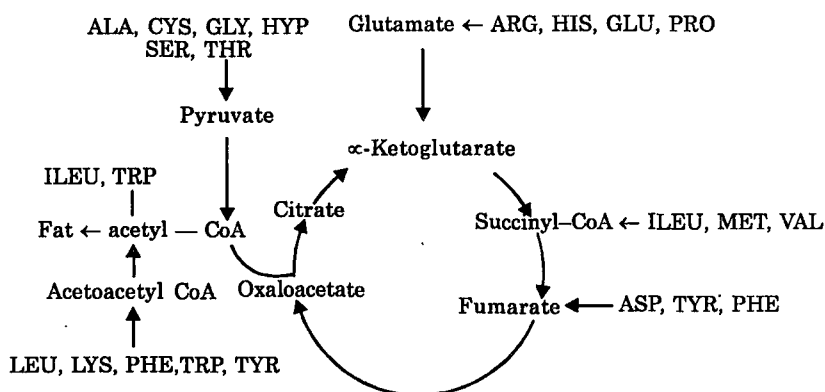 ALA, CYS, GLY, HYP
SER, THR
Glutamate ← ARG, HIS, GLU, PRO
Pyruvate
∝-Ketoglutarate
ILEU, TRP
Citrate
Fat ← acetyl — CoA
Succinyl–CoA ← ILEU, MET, VAL
Acetoacetyl CoA
Oxaloacetate
Fumarate ← ASP, TYR, PHE
LEU, LYS, PHE,TRP, TYR